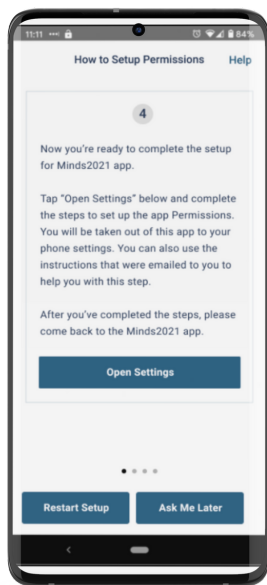 11:11 84%
How to Setup Permissions Help
4
Now you're ready to complete the setup
for Minds2021 app.
Tap "Open Settings" below and complete
the steps to set up the app Permissions.
You will be taken out of this app to your
phone settings. You can also use the
instructions that were emailed to you to
help you with this step.
After you've completed the steps, please
come back to the Minds2021 app.
Open Settings
Restart Setup Ask Me Later